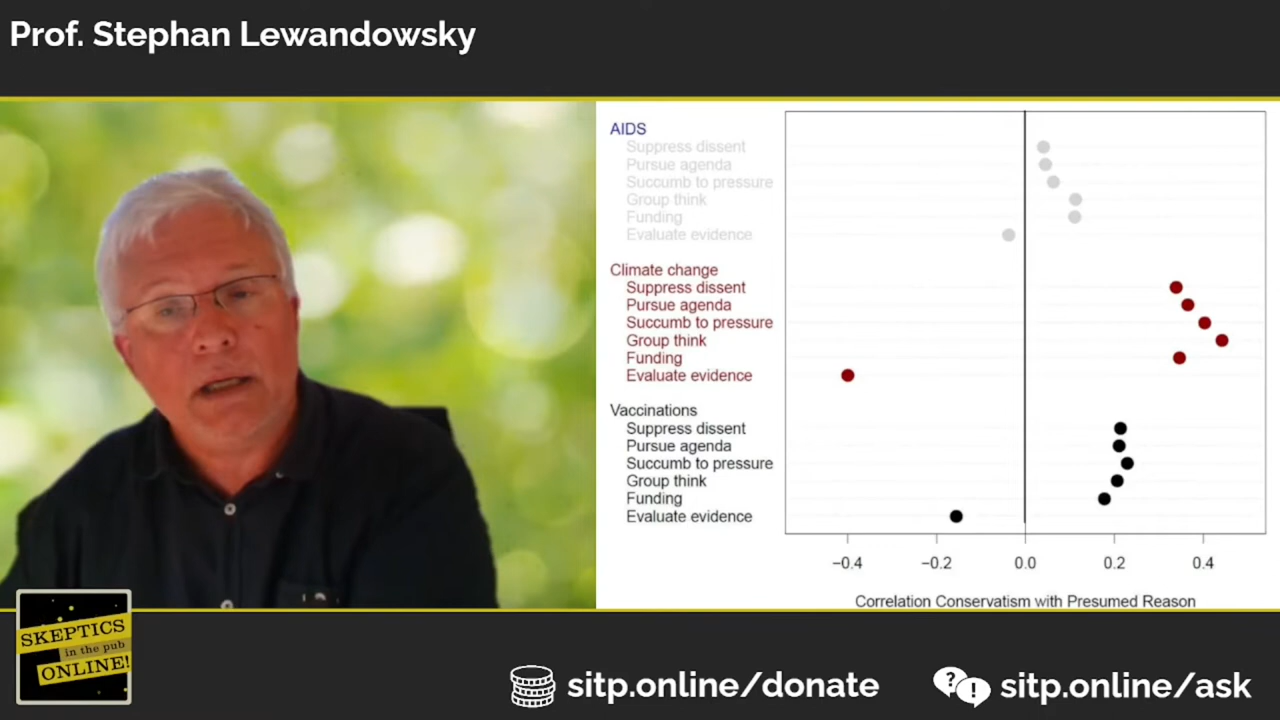 Prof. Stephan Lewandowsky
AIDS
Suppress dissent
Pursue agenda
Succumb to pressure
Group think
Funding
Evaluate evidence
Climate change
Suppress dissent
Pursue agenda
Succumb to pressure
Group think
Funding
Evaluate evidence
Vaccinations
Suppress dissent
Pursue agenda
Succumb to pressure
Group think
Funding
Evaluate evidence
−0.4 −0.2 0.0 0.2 0.4
Correlation Conservatism with Presumed Reason
SKEPTICS
in the pub
ONLINE!
sitp.online/donate
?!
sitp.online/ask